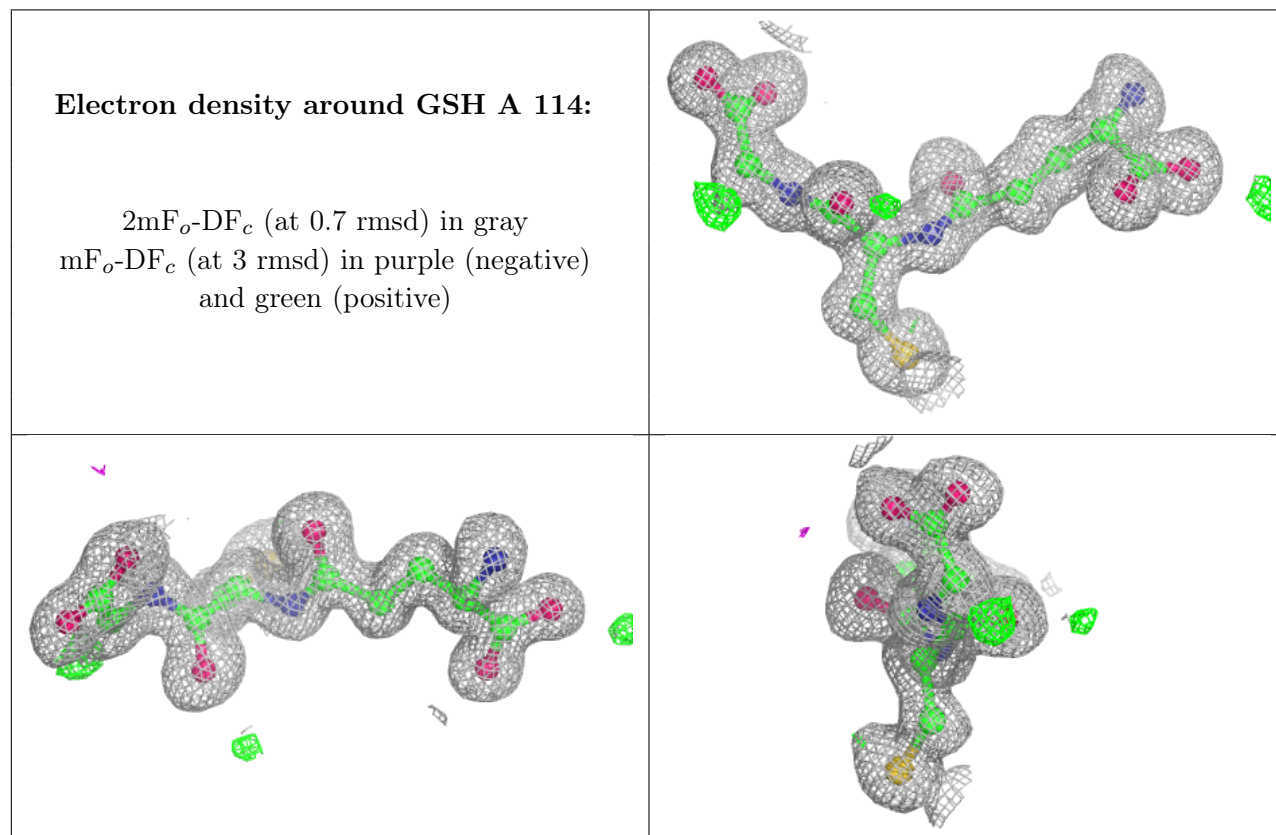 Electron density around GSH A 114:
2mFo-DFc (at 0.7 rmsd) in gray
mFo-DFc (at 3 rmsd) in purple (negative)
and green (positive)